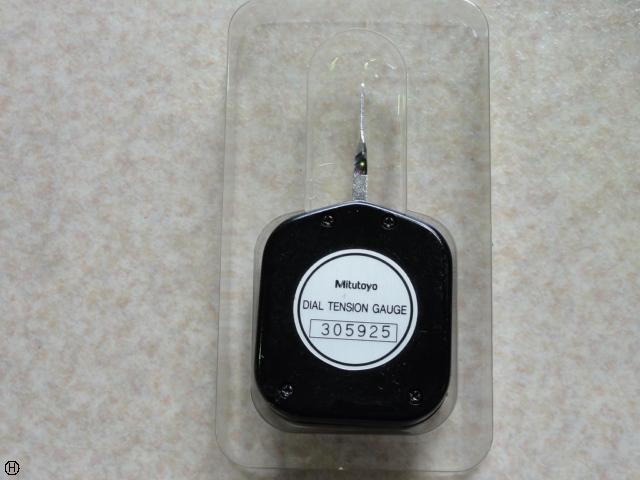 Mitutoyo
DIAL TENSION GAUGE
305925
H